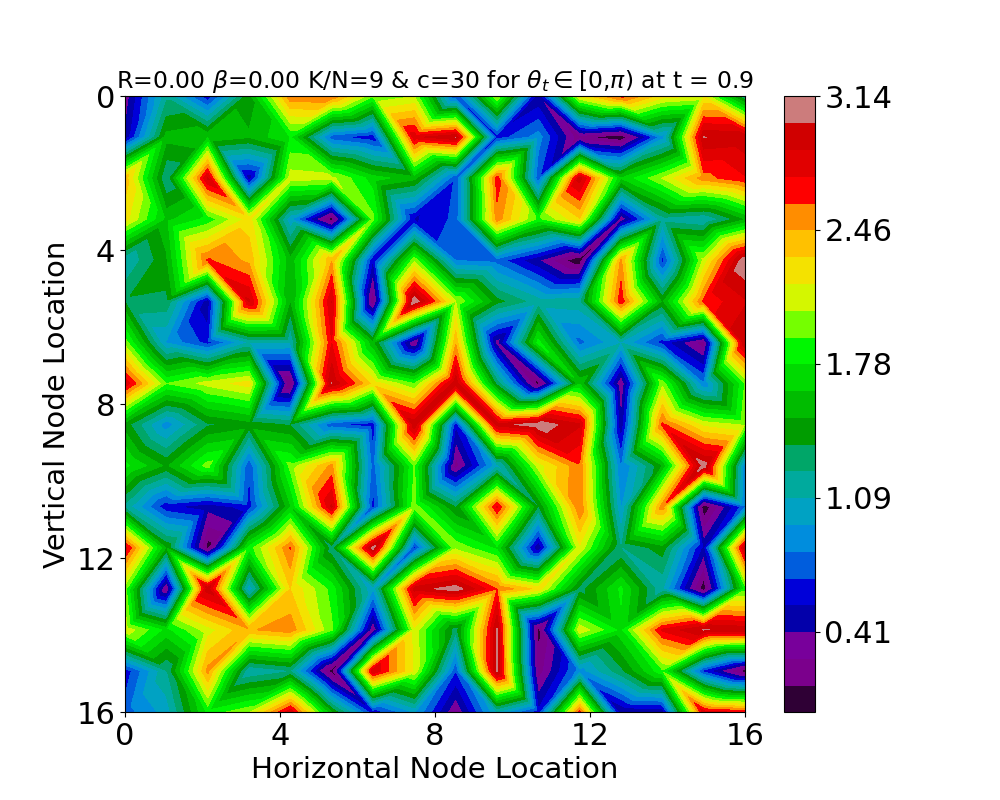 R=0.00 β=0.00 K/N=9 & c=30 for θₜ ∈ [0,π) at t = 0.9
0
4
8
12
16
Vertical Node Location
0 4 8 12 16
Horizontal Node Location
3.14
2.46
1.78
1.09
0.41